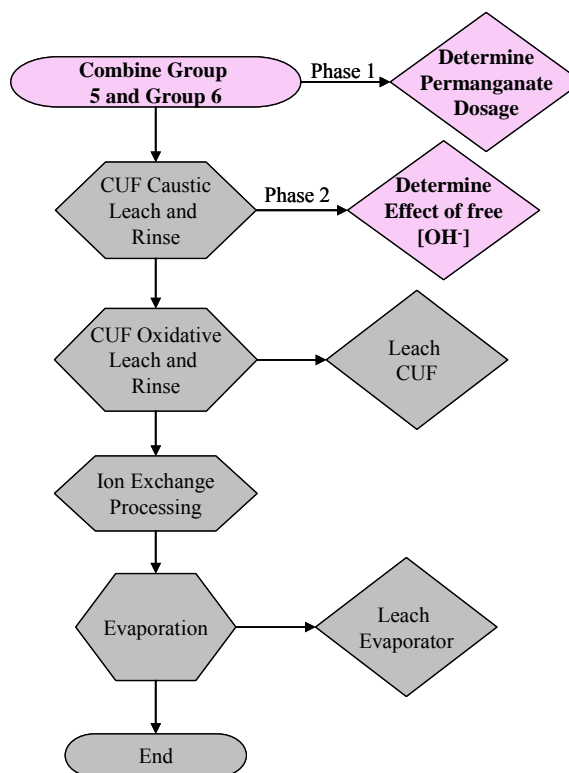 Combine Group
5 and Group 6
Phase 1
Determine
Permanganate
Dosage
CUF Caustic
Leach and
Rinse
Phase 2
Determine
Effect of free
[OH⁻]
CUF Oxidative
Leach and
Rinse
Leach
CUF
Ion Exchange
Processing
Evaporation
Leach
Evaporator
End